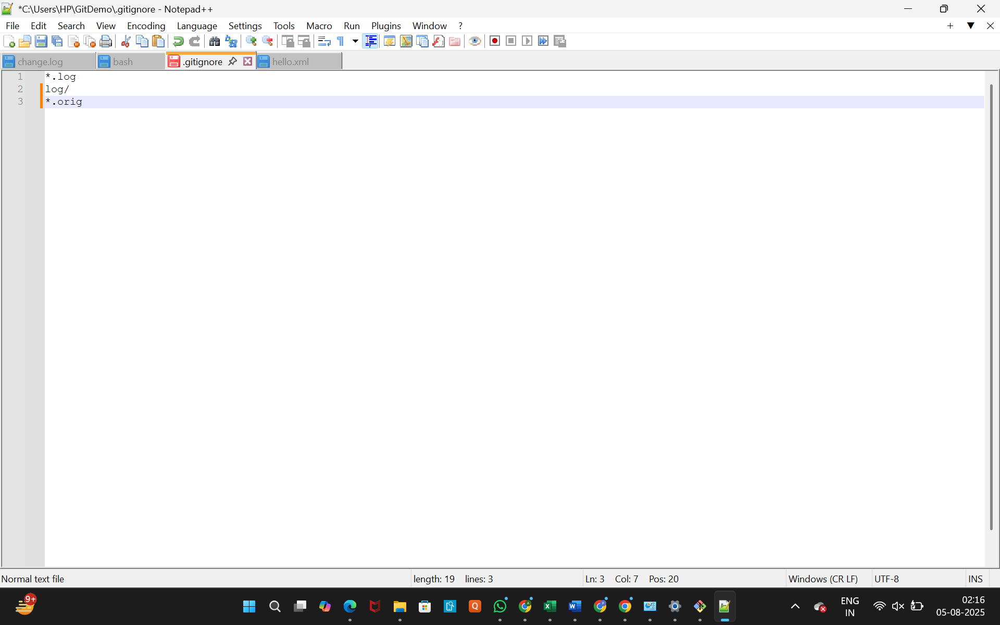 *C:\Users\HP\GitDemo\.gitignore - Notepad++
File Edit Search View Encoding Language Settings Tools Macro Run Plugins Window ?
change.log bash .gitignore hello.xml
1 *.log
2 log/
3 *.orig
Normal text file length: 19 lines: 3 Ln: 3 Col: 7 Pos: 20 Windows (CR LF) UTF-8 INS
9+
ENG
IN
02:16
05-08-2025